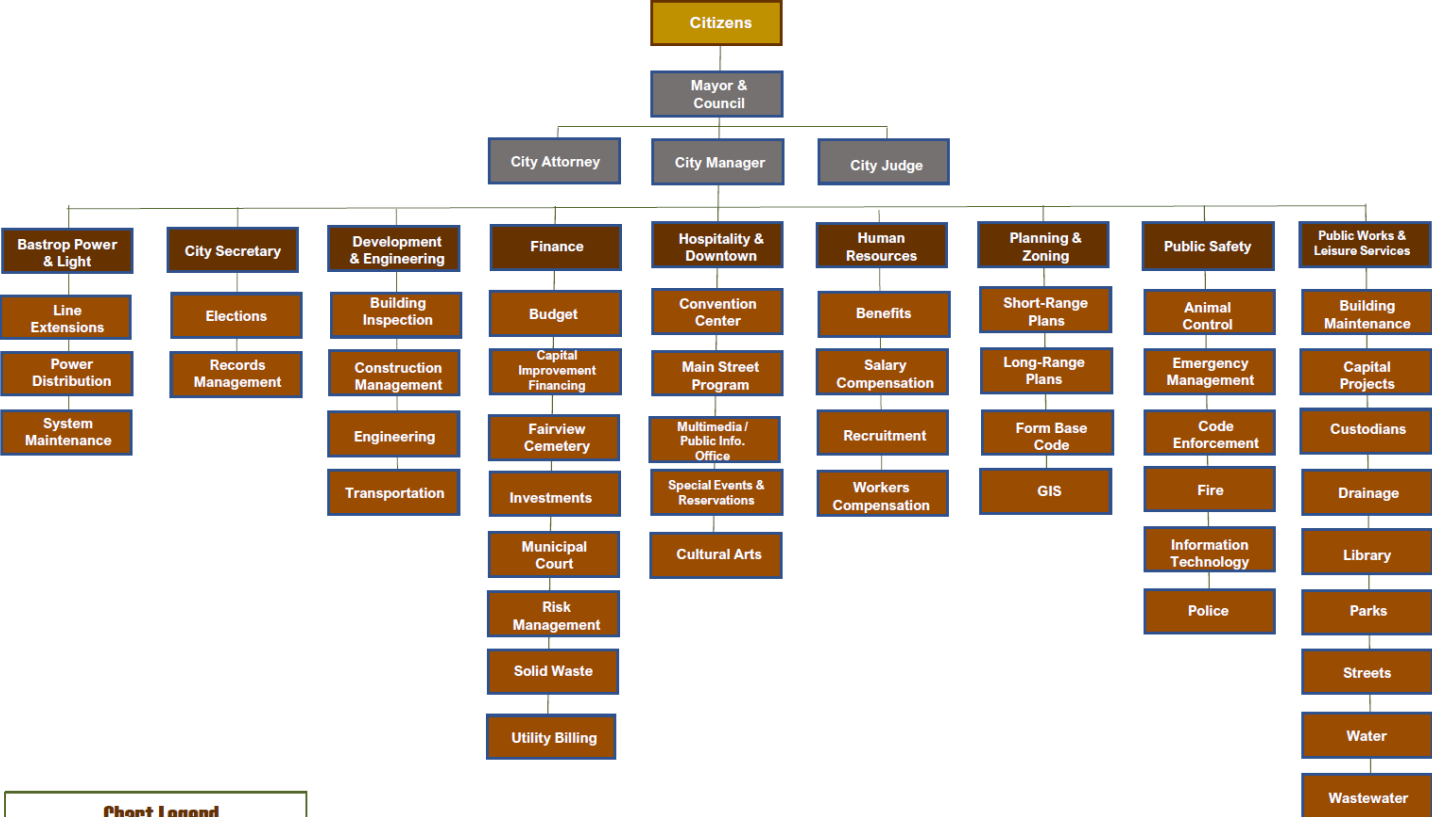 Citizens
Mayor &
Council
City Attorney
City Manager
City Judge
Bastrop Power
& Light
City Secretary
Development
& Engineering
Finance
Hospitality &
Downtown
Human
Resources
Planning &
Zoning
Public Safety
Public Works &
Leisure Services
Line
Extensions
Power
Distribution
System
Maintenance
Elections
Records
Management
Building
Inspection
Construction
Management
Engineering
Transportation
Budget
Capital
Improvement
Financing
Fairview
Cemetery
Investments
Municipal
Court
Risk
Management
Solid Waste
Utility Billing
Convention
Center
Main Street
Program
Multimedia /
Public Info.
Office
Special Events &
Reservations
Cultural Arts
Benefits
Salary
Compensation
Recruitment
Workers
Compensation
Short-Range
Plans
Long-Range
Plans
Form Base
Code
GIS
Animal
Control
Emergency
Management
Code
Enforcement
Fire
Information
Technology
Police
Building
Maintenance
Capital
Projects
Custodians
Drainage
Library
Parks
Streets
Water
Wastewater
Chart Legend